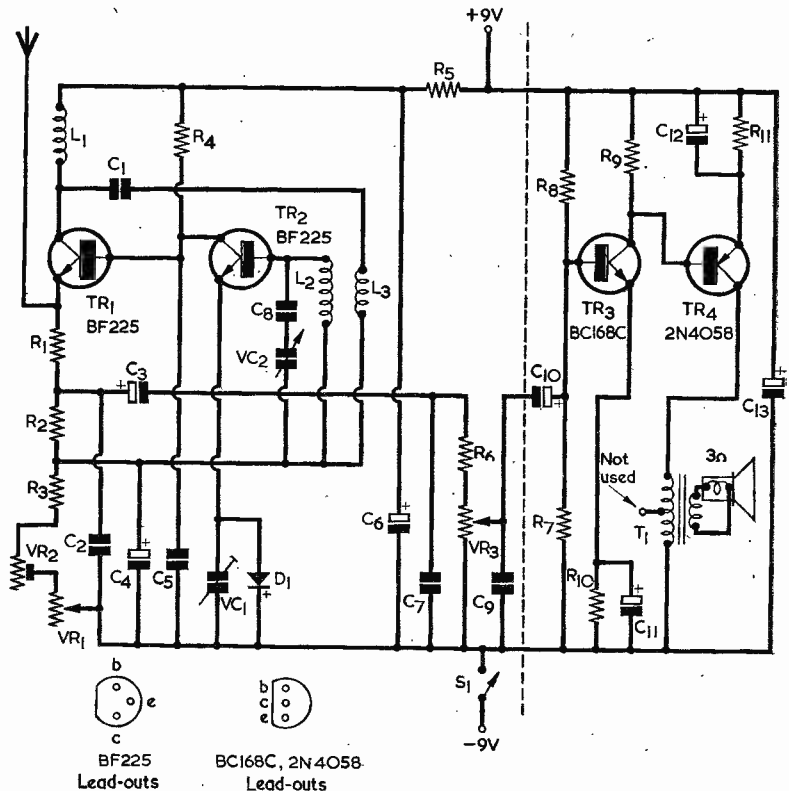 +9V
R5
L1
R4
C1
C12
R11
R9
R8
TR2
BF225
L2
L3
C8
VC2
TR1
BF225
TR3
BC168C
TR4
2N4058
R1
C3
+
C10
+
C13
+
R2
R6
R3
Not
used
3Ω
T1
C2
C4
+
C5
C6
+
VR3
R7
VR2
VR1
VC1
D1
+
C7
C9
R10
C11
+
S1
-9V
b
e
c
BF225
Lead-outs
b
c
e
BC168C, 2N4058
Lead-outs